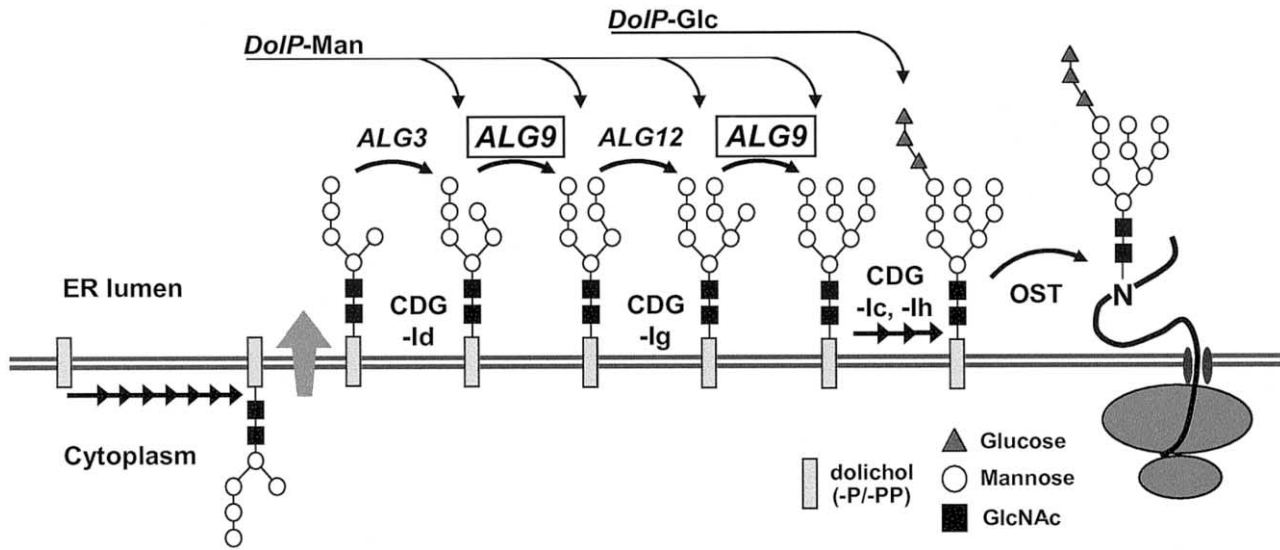 DolP-Glc
DolP-Man
ALG3
ALG9
ALG12
ALG9
ER lumen
CDG
-Id
CDG
-Ig
CDG
-Ic, -Ih
OST
N
Cytoplasm
dolichol
(-P/-PP)
Glucose
Mannose
GlcNAc